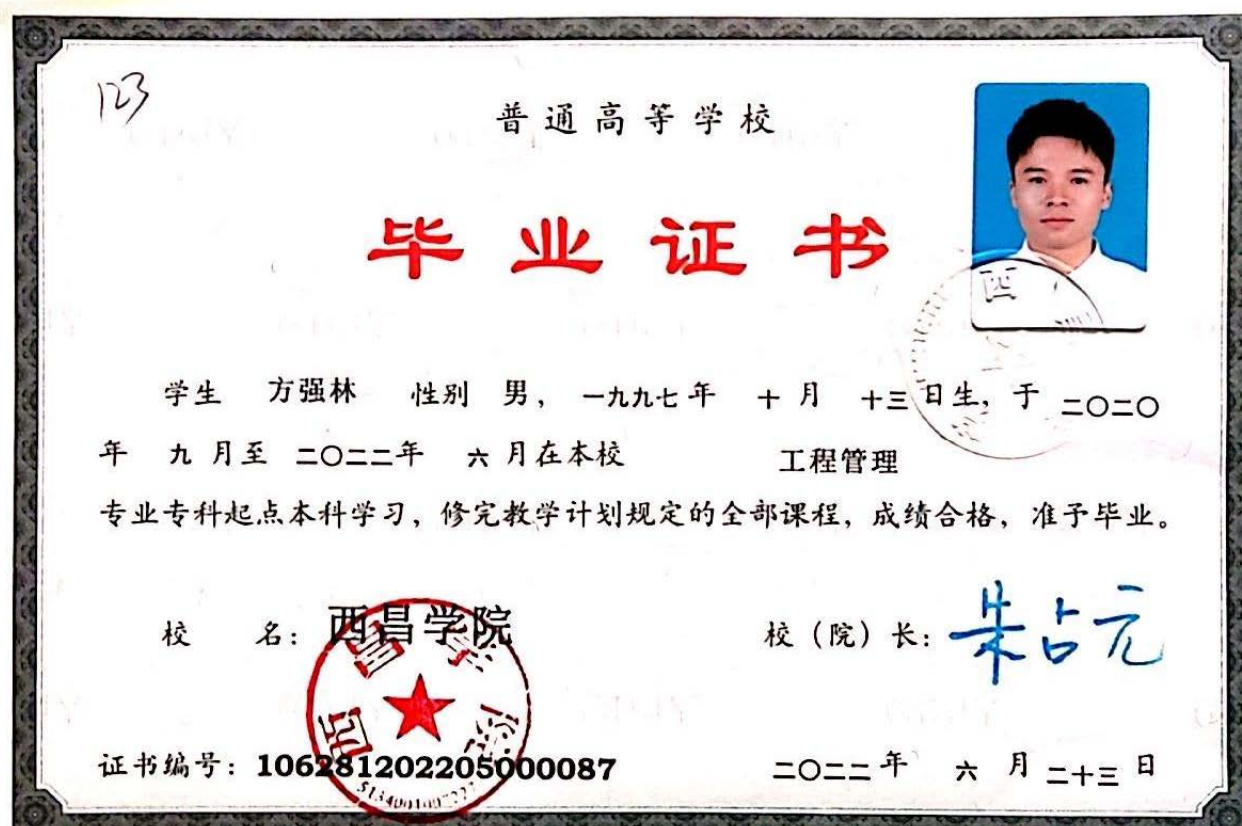 123
普通高等学校
毕业证书
学生 方强林 性别 男，一九九七年 十月 十三日生，于 二〇二〇
年 九月至 二〇二二年 六月在本校 工程管理
专业专科起点本科学习，修完教学计划规定的全部课程，成绩合格，准予毕业。
校 名：西昌学院
校（院）长：朱占元
西昌学院
证书编号：106281202205000087
二〇二二年 六月二十三日